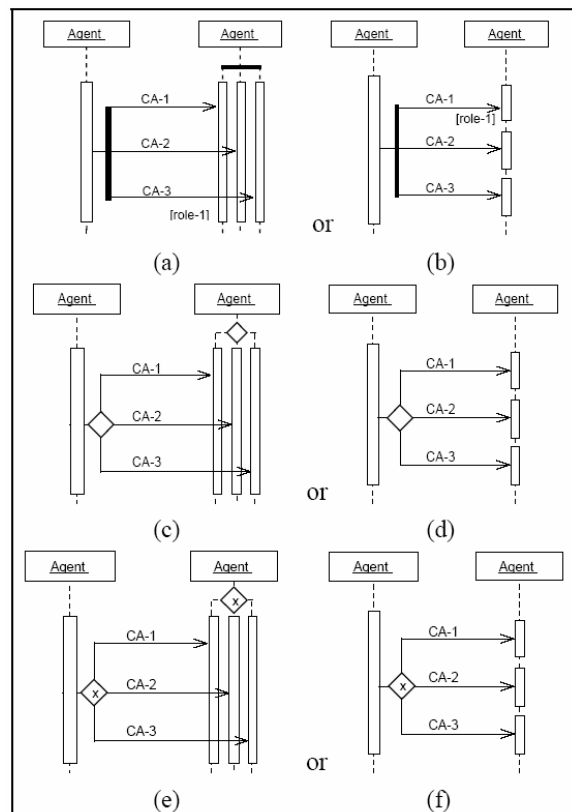 Agent Agent
CA-1
CA-2
CA-3
[role-1]
(a)
or
Agent Agent
CA-1
[role-1]
CA-2
CA-3
(b)
Agent Agent
CA-1
CA-2
CA-3
(c)
or
Agent Agent
CA-1
CA-2
CA-3
(d)
Agent Agent
x
CA-1
x CA-2
CA-3
(e)
or
Agent Agent
CA-1
x CA-2
CA-3
(f)